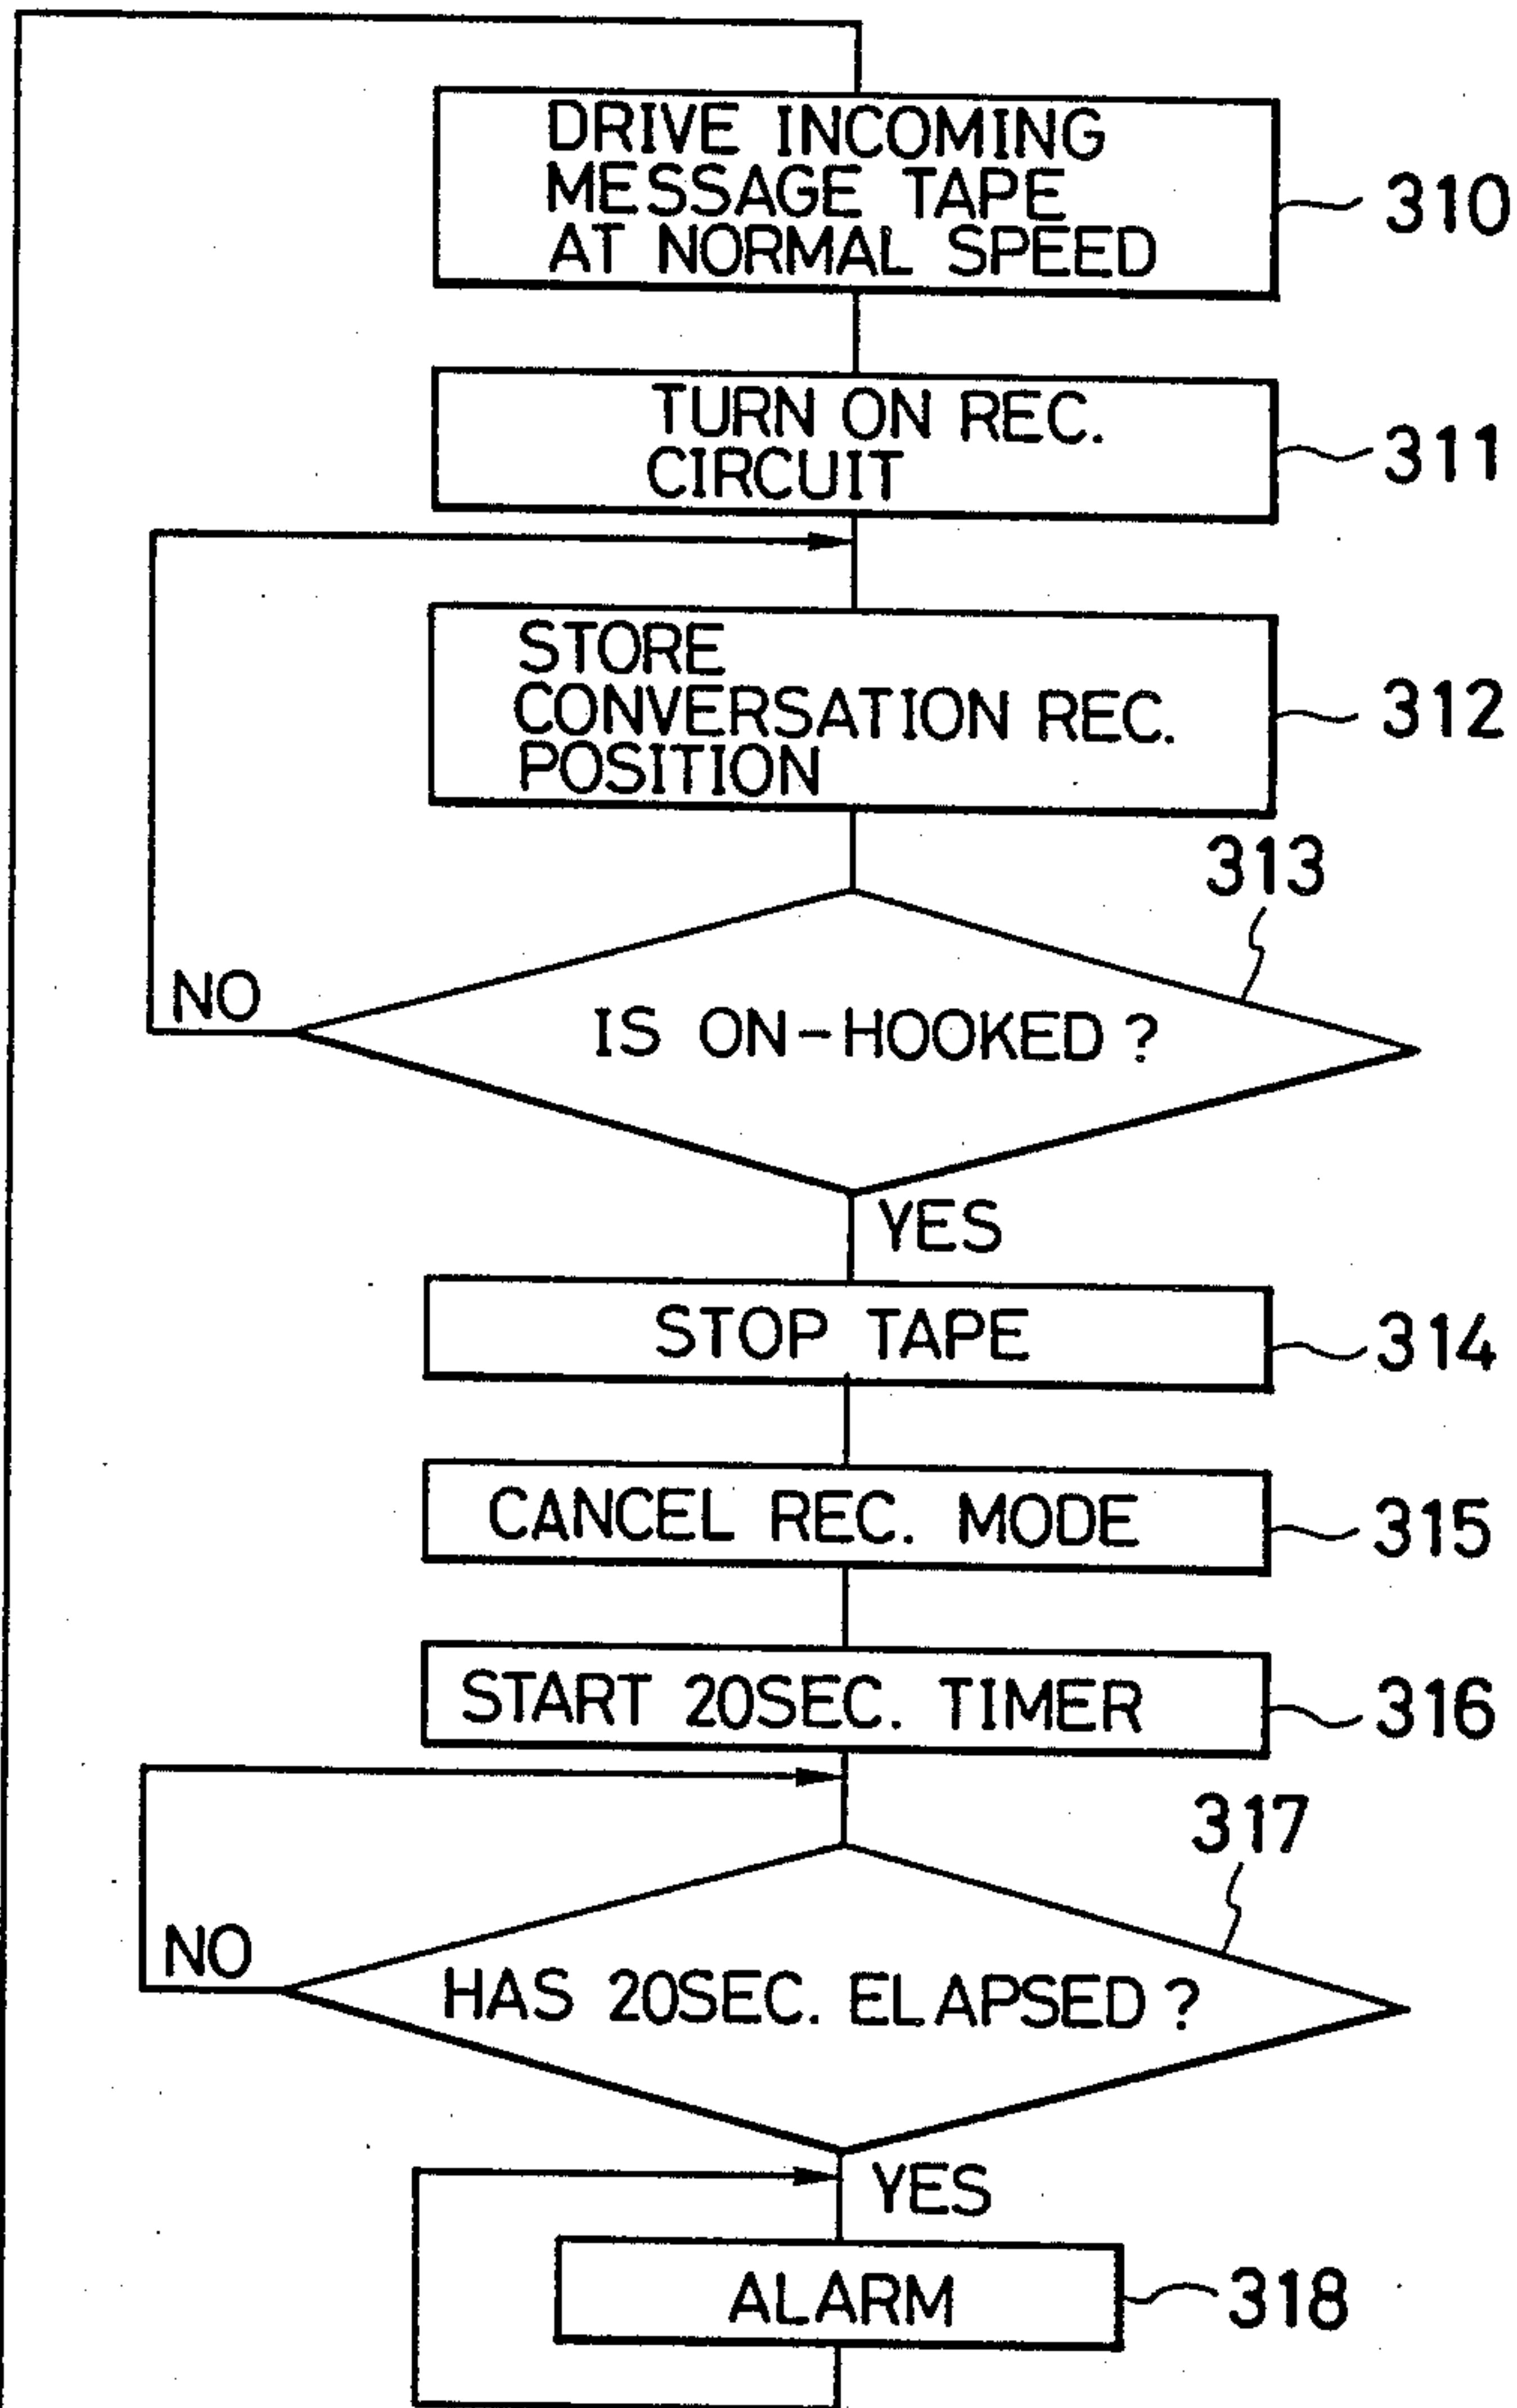 DRIVE INCOMING
MESSAGE TAPE
AT NORMAL SPEED
310
TURN ON REC.
CIRCUIT
311
STORE
CONVERSATION REC.
POSITION
312
313
NO
IS ON-HOOKED?
YES
STOP TAPE
314
CANCEL REC. MODE
315
START 20SEC. TIMER
316
317
NO
HAS 20SEC. ELAPSED?
YES
ALARM
318